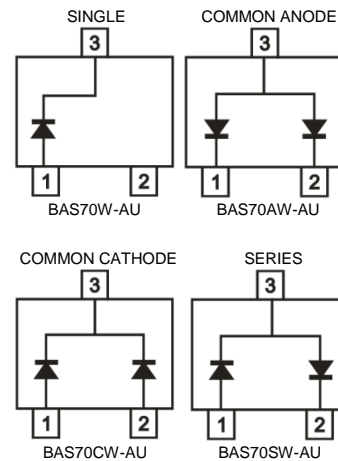 SINGLE
3
1
2
BAS70W-AU
COMMON ANODE
3
1
2
BAS70AW-AU
COMMON CATHODE
3
1
2
BAS70CW-AU
SERIES
3
1
2
BAS70SW-AU